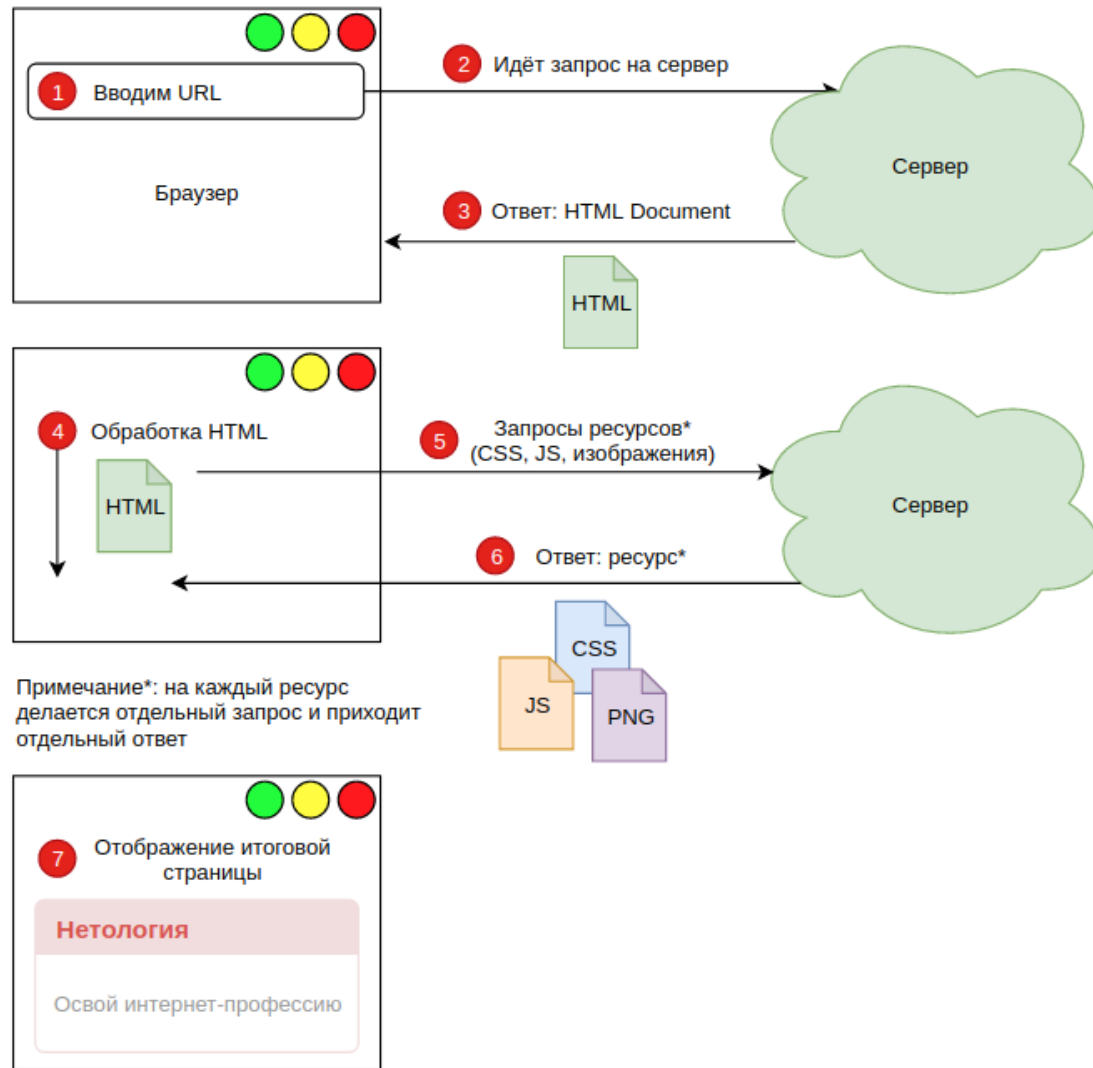 1 Вводим URL
2 Идёт запрос на сервер
Браузер
Сервер
3 Ответ: HTML Document
HTML
4 Обработка HTML
HTML
5 Запросы ресурсов*
(CSS, JS, изображения)
Сервер
6 Ответ: ресурс*
CSS
JS
PNG
Примечание*: на каждый ресурс
делается отдельный запрос и приходит
отдельный ответ
7 Отображение итоговой
страницы
Нетология
Освой интернет-профессию